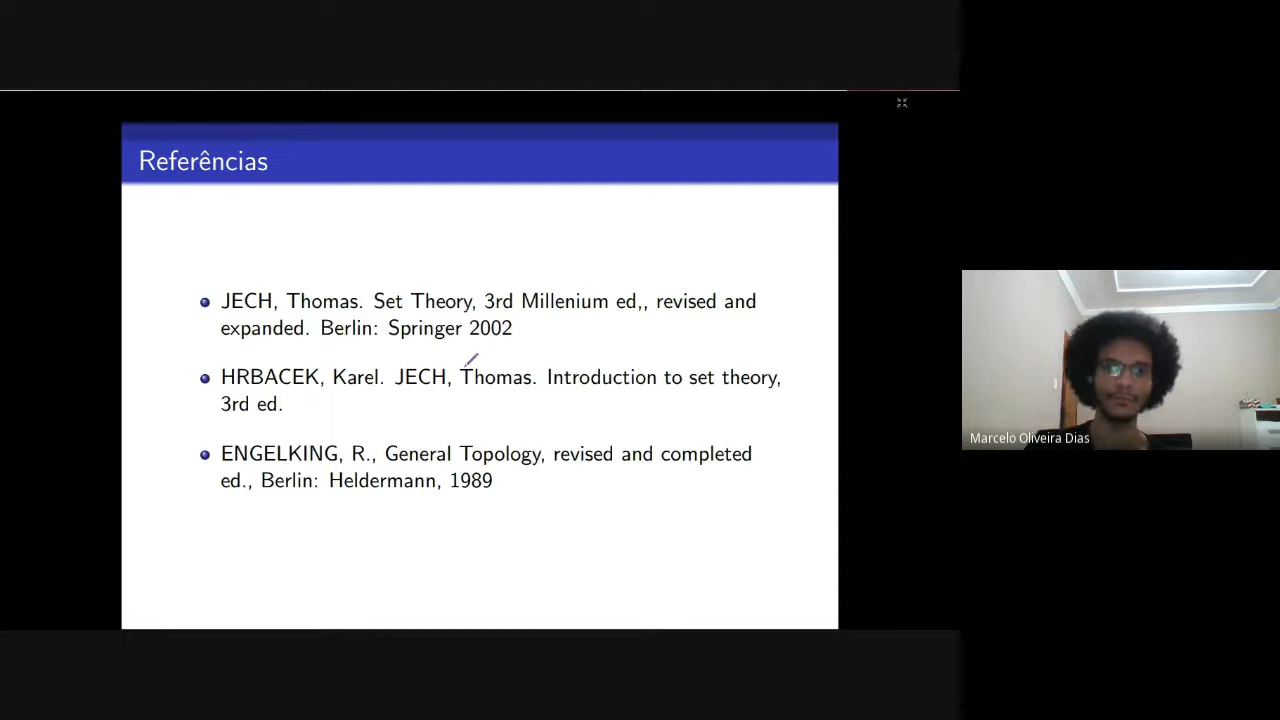 Referências
JECH, Thomas. Set Theory, 3rd Millenium ed,, revised and
expanded. Berlin: Springer 2002
HRBACEK, Karel. JECH, Thomas. Introduction to set theory,
3rd ed.
ENGELKING, R., General Topology, revised and completed
ed., Berlin: Heldermann, 1989
Marcelo Oliveira Dias